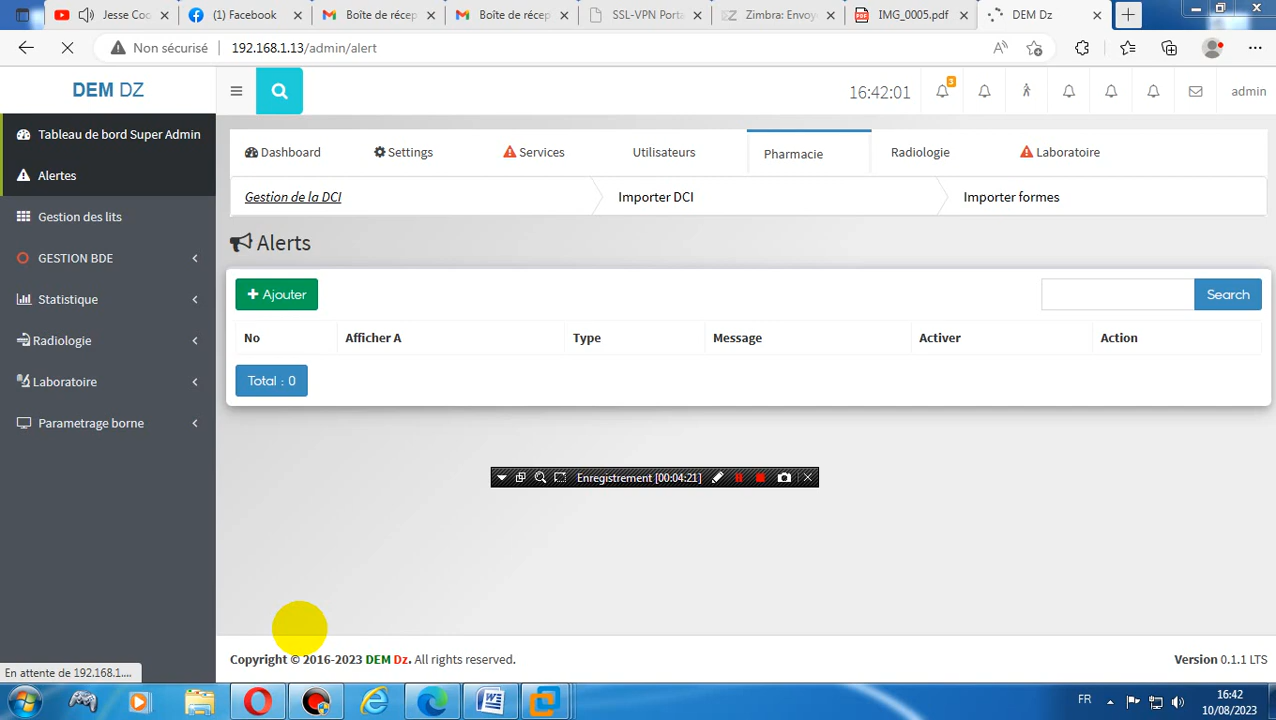 Jesse Coo
(1) Facebook
Boîte de récep
Boîte de récep
SSL-VPN Porta
Zimbra: Envoy
IMG_0005.pdf
DEM Dz
Non sécurisé
192.168.1.13/admin/alert
DEM DZ
16:42:01
3
admin
Tableau de bord Super Admin
Alertes
Gestion des lits
GESTION BDE
Statistique
Radiologie
Laboratoire
Parametrage borne
Dashboard
Settings
Services
Utilisateurs
Pharmacie
Radiologie
Laboratoire
Gestion de la DCI
Importer DCI
Importer formes
Alerts
+ Ajouter
Search
No
Afficher A
Type
Message
Activer
Action
Total : 0
Enregistrement [00:04:21]
Copyright © 2016-2023 DEM Dz. All rights reserved.
Version 0.1.1 LTS
En attente de 192.168.1....
FR
16:42
10/08/2023